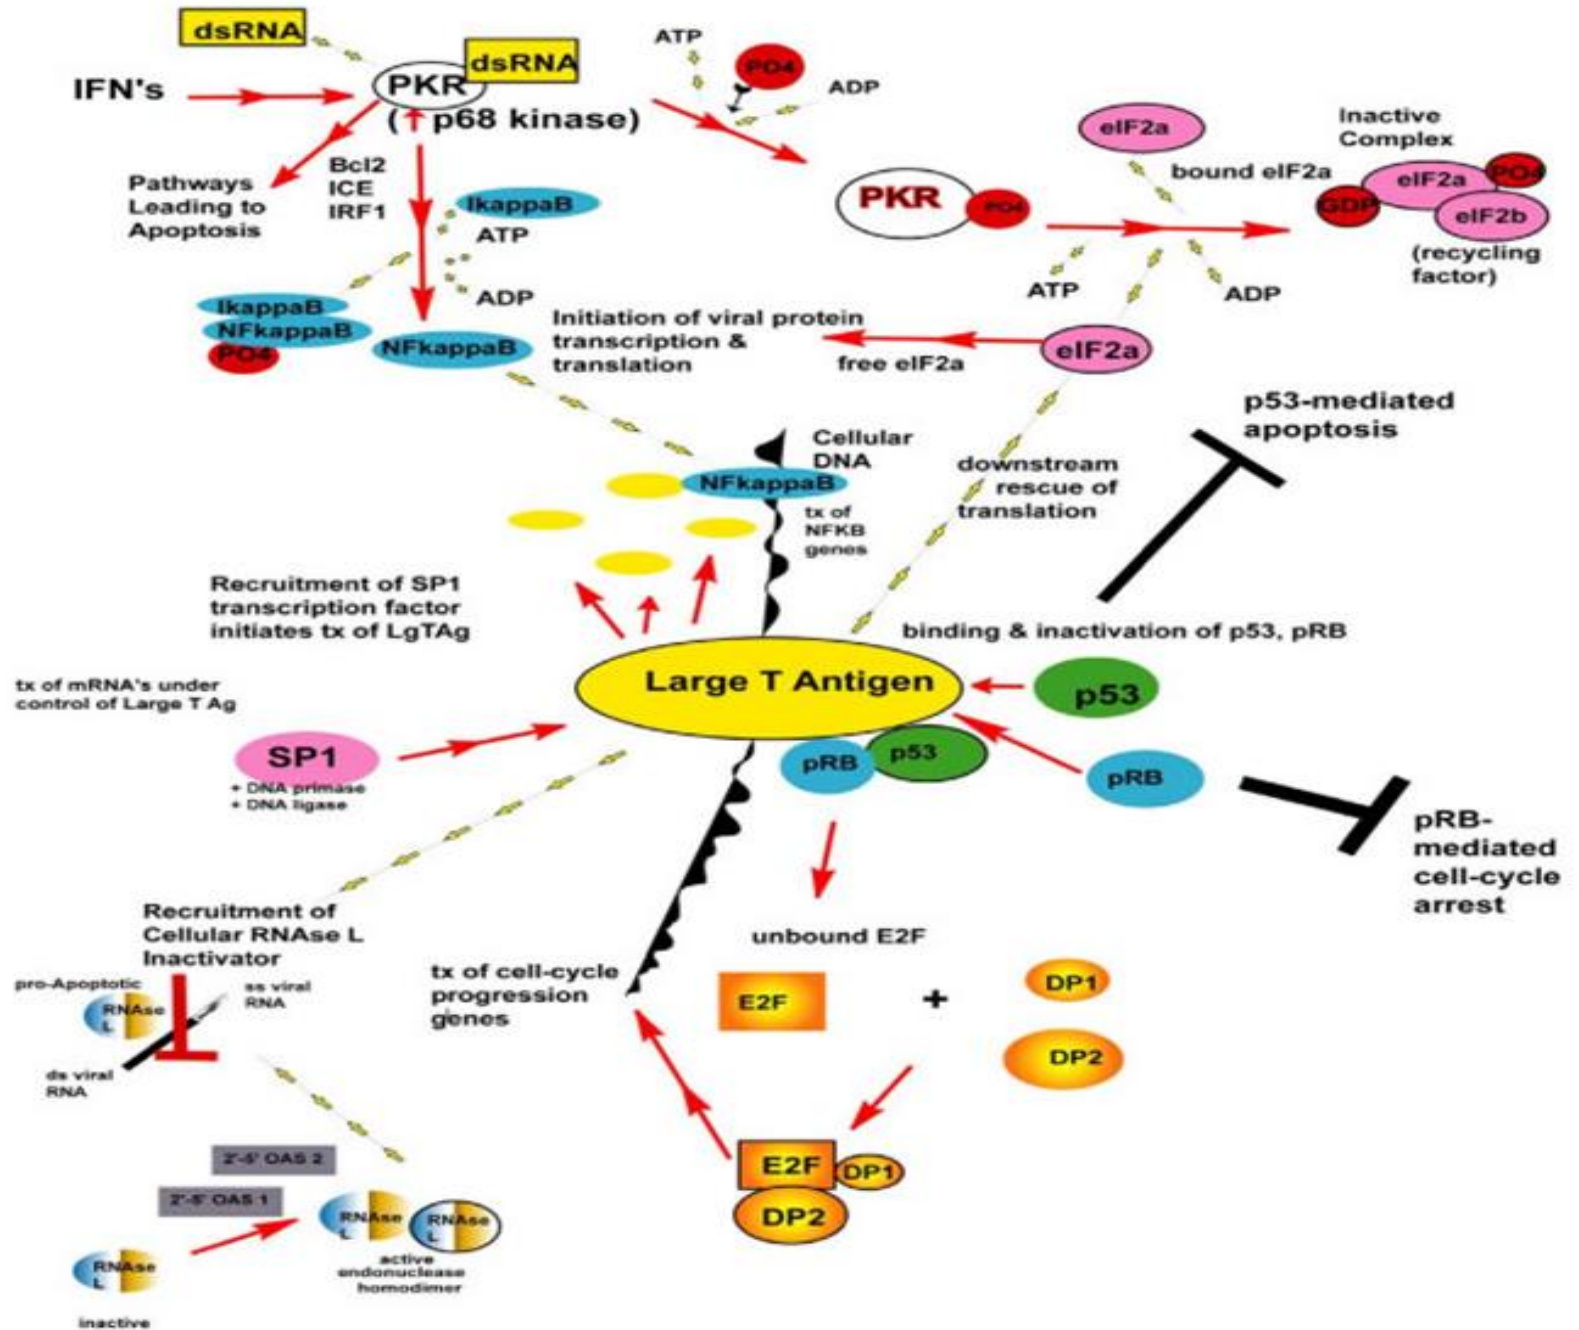 dsRNA
dsRNA
IFN's
PKR
( p68 kinase)
ATP
PO4
ADP
Pathways
Leading to
Apoptosis
Bcl2
ICE
IRF1
IkappaB
ATP
ADP
IkappaB
NFkappaB
PO4
NFkappaB
PKR
PO4
eIF2a
bound eIF2a
Inactive
Complex
eIF2a
PO4
GDP
eIF2b
(recycling
factor)
ATP
ADP
Initiation of viral protein
transcription &
translation
free eIF2a
eIF2a
p53-mediated
apoptosis
Cellular
DNA
NFkappaB
tx of
NFKB
genes
downstream
rescue of
translation
Recruitment of SP1
transcription factor
initiates tx of LgTAg
binding & inactivation of p53, pRB
tx of mRNA's under
control of Large T Ag
Large T Antigen
p53
SP1
+ DNA primase
+ DNA ligase
pRB
p53
pRB
pRB-
mediated
cell-cycle
arrest
Recruitment of
Cellular RNAse L
Inactivator
pro-Apoptotic
RNAse
L
ss viral
RNA
ds viral
RNA
tx of cell-cycle
progression
genes
unbound E2F
E2F
+
DP1
DP2
2'-5' OAS 2
2'-5' OAS 1
RNAse
L
RNAse
L
active
endonuclease
homodimer
RNAse
L
inactive
E2F
DP1
DP2